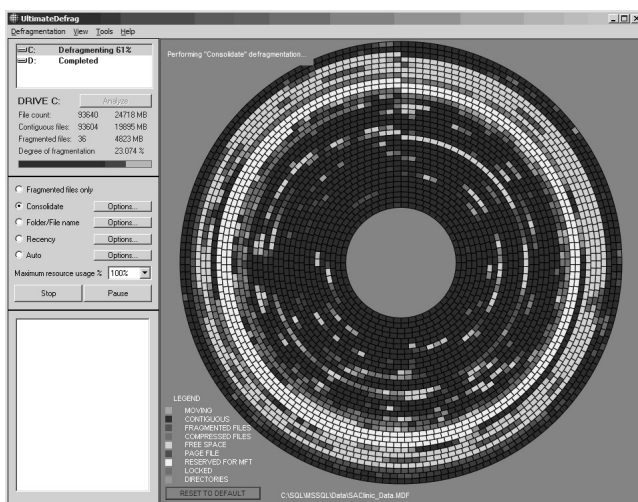 UltimateDefrag
Defragmentation View Tools Help
C: Defragmenting 61%
D: Completed
DRIVE C: Analyze
File count: 93640 24718 MB
Contiguous files: 93604 19895 MB
Fragmented files: 36 4823 MB
Degree of fragmentation 23.074 %
Fragmented files only
Consolidate Options...
Folder/File name Options...
Recency Options...
Auto Options...
Maximum resource usage % 100%
Stop Pause
Performing "Consolidate" defragmentation...
LEGEND
MOVING
CONTIGUOUS
FRAGMENTED FILES
COMPRESSED FILES
FREE SPACE
PAGE FILE
RESERVED FOR MFT
LOCKED
DIRECTORIES
RESET TO DEFAULT
C:\SQL\MSSQL\Data\SAClinic_Data.MDF